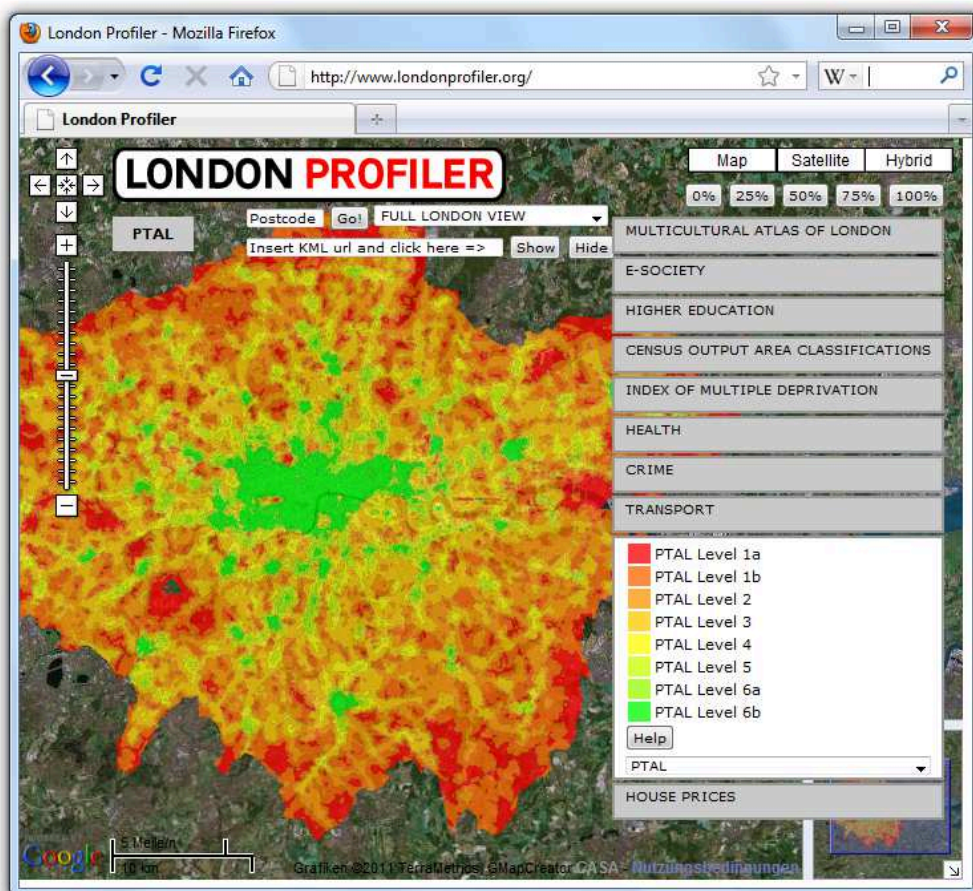 London Profiler - Mozilla Firefox
http://www.londonprofiler.org/
W
London Profiler
LONDON PROFILER
Map Satellite Hybrid
0% 25% 50% 75% 100%
PTAL
Postcode Go! FULL LONDON VIEW
Insert KML url and click here => Show Hide
MULTICULTURAL ATLAS OF LONDON
E-SOCIETY
HIGHER EDUCATION
CENSUS OUTPUT AREA CLASSIFICATIONS
INDEX OF MULTIPLE DEPRIVATION
HEALTH
CRIME
TRANSPORT
PTAL Level 1a
PTAL Level 1b
PTAL Level 2
PTAL Level 3
PTAL Level 4
PTAL Level 5
PTAL Level 6a
PTAL Level 6b
Help
PTAL
HOUSE PRICES
5 Meile/n
10 km
Google
Grafiken ©2011 TerraMetrics, GMapCreator CASA - Nutzungsbedingungen